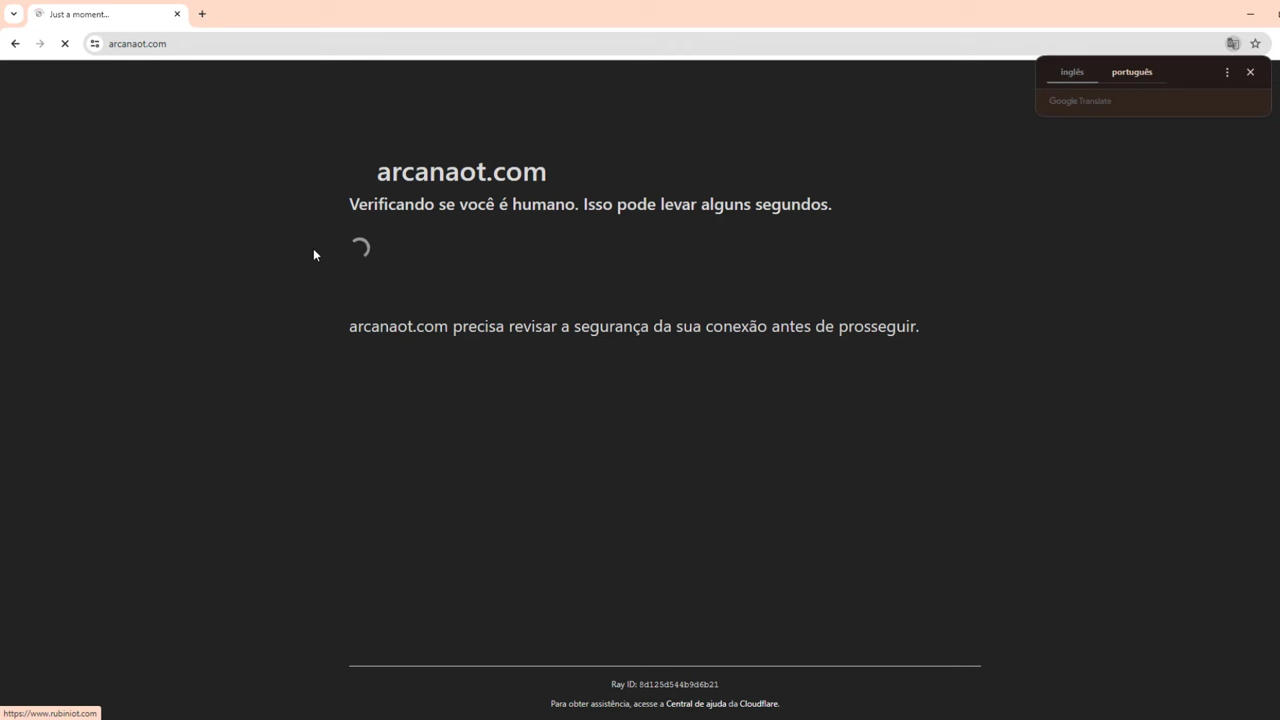 Just a moment...
arcanaot.com
inglês português
Google Translate
arcanaot.com
Verificando se você é humano. Isso pode levar alguns segundos.
arcanaot.com precisa revisar a segurança da sua conexão antes de prosseguir.
Ray ID: 8d125d544b9d6b21
Para obter assistência, acesse a Central de ajuda da Cloudflare.
https://www.rubiniot.com